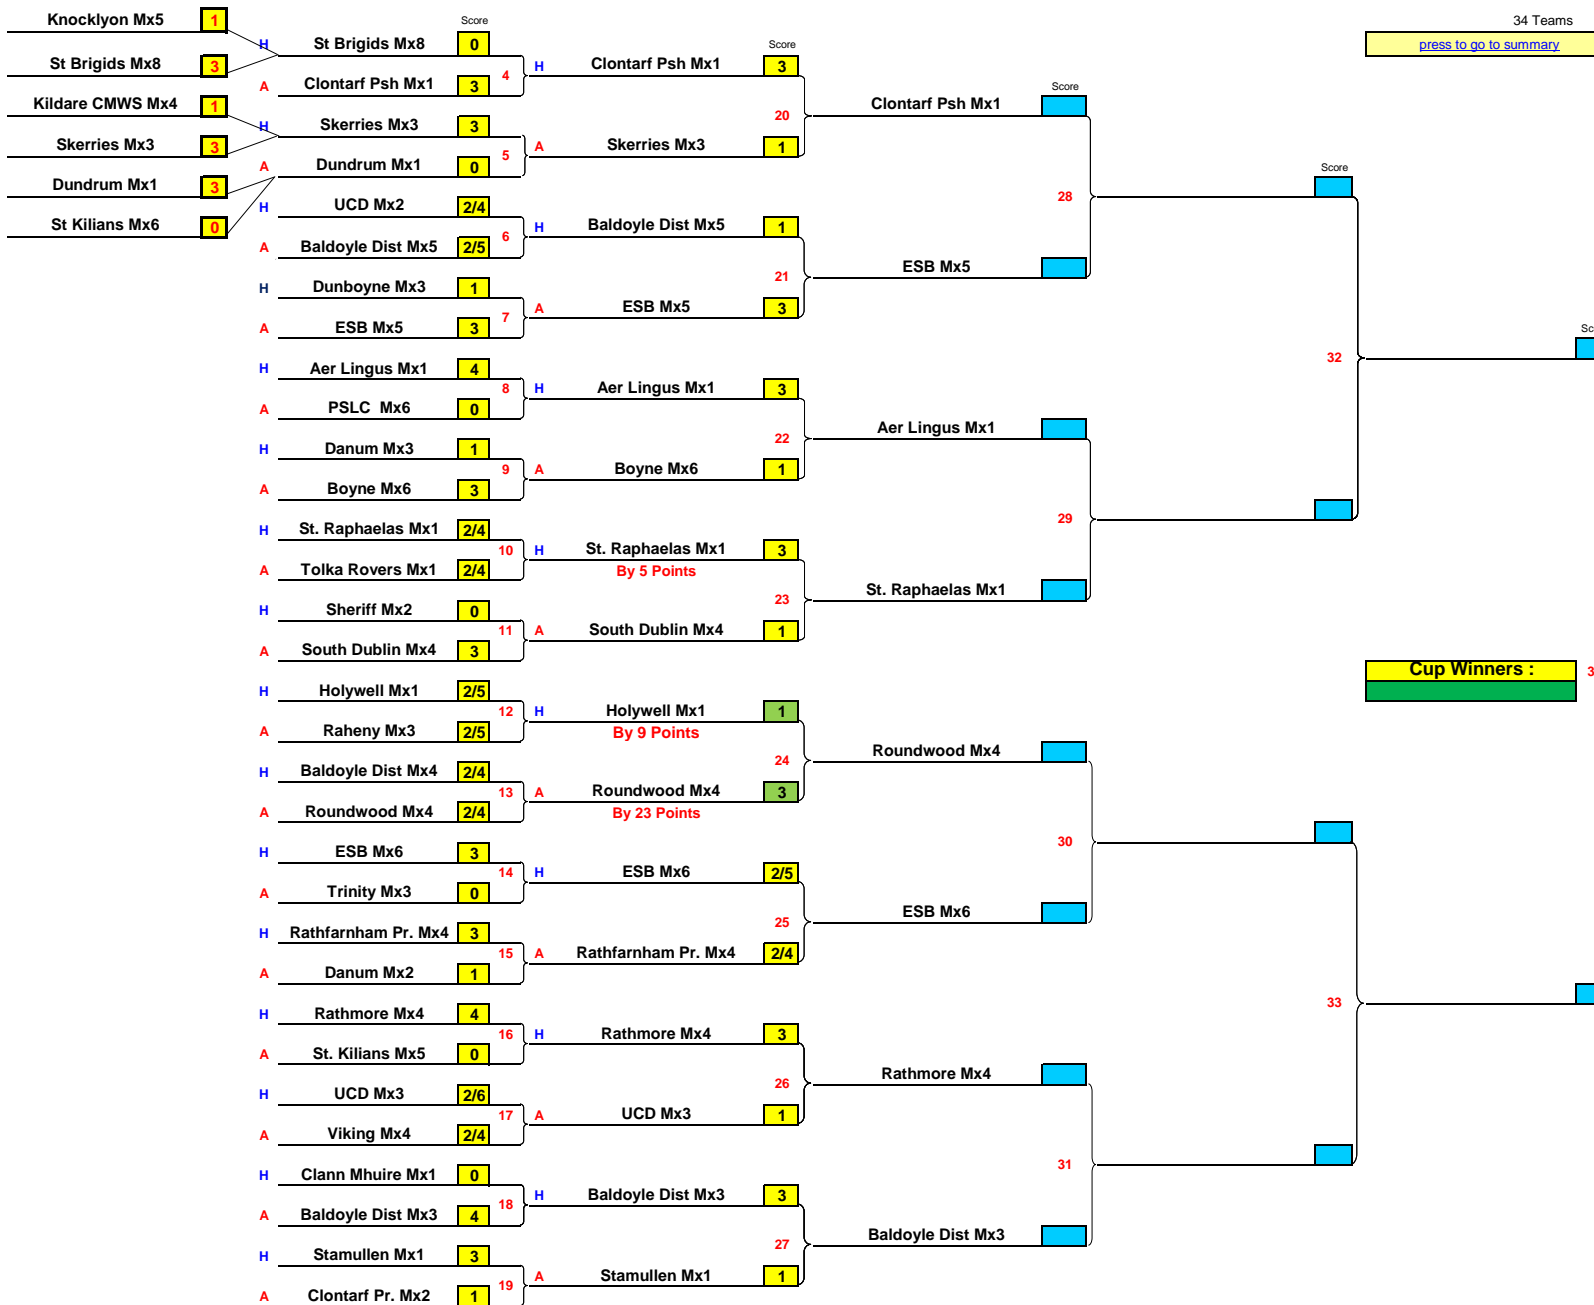 Knocklyon Mx5 1
St Brigids Mx8 3
Kildare CMWS Mx4 1
Skerries Mx3 3
Dundrum Mx1 3
St Kilians Mx6 0
Score
H St Brigids Mx8 0
4
A Clontarf Psh Mx1 3
H Skerries Mx3 3
5
A Dundrum Mx1 0
H UCD Mx2 2/4
6
A Baldoyle Dist Mx5 2/5
H Dunboyne Mx3 1
7
A ESB Mx5 3
H Aer Lingus Mx1 4
8
A PSLC Mx6 0
H Danum Mx3 1
9
A Boyne Mx6 3
H St. Raphaelas Mx1 2/4
10
A Tolka Rovers Mx1 2/4
H Sheriff Mx2 0
11
A South Dublin Mx4 3
H Holywell Mx1 2/5
12
A Raheny Mx3 2/5
H Baldoyle Dist Mx4 2/4
13
A Roundwood Mx4 2/4
H ESB Mx6 3
14
A Trinity Mx3 0
H Rathfarnham Pr. Mx4 3
15
A Danum Mx2 1
H Rathmore Mx4 4
16
A St. Kilians Mx5 0
H UCD Mx3 2/6
17
A Viking Mx4 2/4
H Clann Mhuire Mx1 0
18
A Baldoyle Dist Mx3 4
H Stamullen Mx1 3
19
A Clontarf Pr. Mx2 1
Score
H Clontarf Psh Mx1 3
20
A Skerries Mx3 1
H Baldoyle Dist Mx5 1
21
A ESB Mx5 3
H Aer Lingus Mx1 3
22
A Boyne Mx6 1
H St. Raphaelas Mx1 3
By 5 Points
23
A South Dublin Mx4 1
H Holywell Mx1 1
By 9 Points
24
A Roundwood Mx4 3
By 23 Points
H ESB Mx6 2/5
25
A Rathfarnham Pr. Mx4 2/4
H Rathmore Mx4 3
26
A UCD Mx3 1
H Baldoyle Dist Mx3 3
27
A Stamullen Mx1 1
Score
Clontarf Psh Mx1
28
ESB Mx5
Aer Lingus Mx1
29
St. Raphaelas Mx1
Roundwood Mx4
30
ESB Mx6
Rathmore Mx4
31
Baldoyle Dist Mx3
Score
32
33
34 Teams
press to go to summary
Sc
Cup Winners :
3